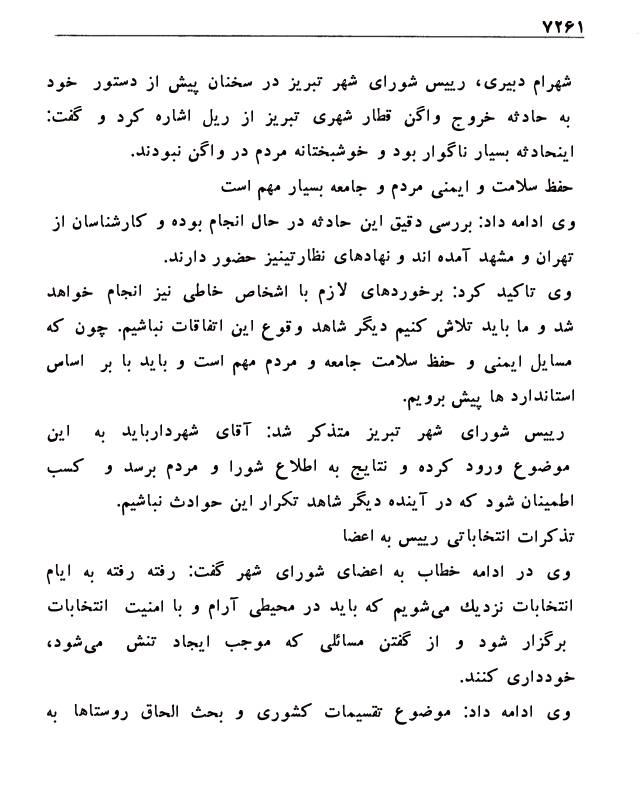 ۷۲۶۱
شهرام دبیری، رییس شورای شهر تبریز در سخنان پیش از دستور خود
به حادثه خروج واگن قطار شهری تبریز از ریل اشاره کرد و گفت:
اینحادثه بسیار ناگوار بود و خوشبختانه مردم در واگن نبودند.
حفظ سلامت و ایمنی مردم و جامعه بسیار مهم است
وی ادامه داد: بررسی دقیق این حادثه در حال انجام بوده و کارشناسان از
تهران و مشهد آمده اند و نهادهای نظارتینیز حضور دارند.
وی تاکید کرد: برخوردهای لازم با اشخاص خاطی نیز انجام خواهد
شد و ما باید تلاش کنیم دیگر شاهد وقوع این اتفاقات نباشیم. چون که
مسایل ایمنی و حفظ سلامت جامعه و مردم مهم است و باید با بر اساس
استاندارد ها پیش برویم.
رییس شورای شهر تبریز متذکر شد: آقای شهردارباید به این
موضوع ورود کرده و نتایج به اطلاع شورا و مردم برسد و کسب
اطمینان شود که در آینده دیگر شاهد تکرار این حوادث نباشیم.
تذکرات انتخاباتی رییس به اعضا
وی در ادامه خطاب به اعضای شورای شهر گفت: رفته رفته به ایام
انتخابات نزدیك می‌شویم که باید در محیطی آرام و با امنیت انتخابات
برگزار شود و از گفتن مسائلی که موجب ایجاد تنش می‌شود،
خودداری کنند.
وی ادامه داد: موضوع تقسیمات کشوری و بحث الحاق روستاها به